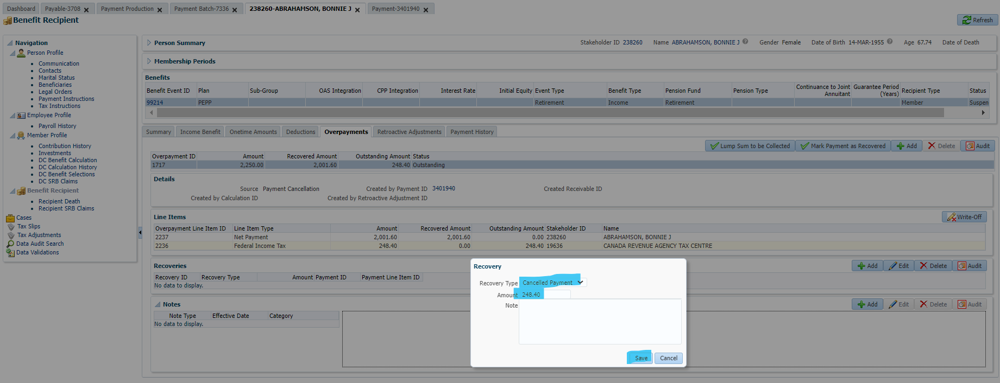 Dashboard Payable-3708 Payment Production Payment Batch-7336 238260-ABRAHAMSON, BONNIE J Payment-3401940
Benefit Recipient Refresh
Navigation
Person Profile
Communication
Contacts
Marital Status
Beneficiaries
Legal Orders
Payment Instructions
Tax Instructions
Employee Profile
Payroll History
Member Profile
Contribution History
Investments
DC Benefit Calculation
DC Calculation History
DC Benefit Selections
DC SRB Claims
Benefit Recipient
Recipient Death
Recipient SRB Claims
Cases
Tax Slips
Tax Adjustments
Data Audit Search
Data Validations
Person Summary Stakeholder ID 238260 Name ABRAHAMSON, BONNIE J Gender Female Date of Birth 14-MAR-1955 Age 67.74 Date of Death
Membership Periods
Benefits
Benefit Event ID Plan Sub-Group OAS Integration CPP Integration Interest Rate Initial Equity Event Type Benefit Type Pension Fund Pension Type Continuance to Joint Annuitant Guarantee Period (Years) Recipient Type Status
99214 PEPP Retirement Income Retirement Member Suspen
Summary Income Benefit Onetime Amounts Deductions Overpayments Retroactive Adjustments Payment History
Lump Sum to be Collected Mark Payment as Recovered Add Delete Audit
Overpayment ID Amount Recovered Amount Outstanding Amount Status
1717 2,250.00 2,001.60 248.40 Outstanding
Details
Source Payment Cancellation Created by Payment ID 3401940 Created Receivable ID
Created by Calculation ID Created by Retroactive Adjustment ID
Line Items Write-Off
Overpayment Line Item ID Line Item Type Amount Recovered Amount Outstanding Amount Stakeholder ID Name
2237 Net Payment 2,001.60 2,001.60 0.00 238260 ABRAHAMSON, BONNIE J
2236 Federal Income Tax 248.40 0.00 248.40 19636 CANADA REVENUE AGENCY TAX CENTRE
Recoveries Add Edit Delete Audit
Recovery ID Recovery Type Amount Payment ID Payment Line Item ID
No data to display.
Notes Add Edit Delete Audit
Note Type Effective Date Category
No data to display.
Recovery
Recovery Type Cancelled Payment
Amount 248.40
Note
Save Cancel